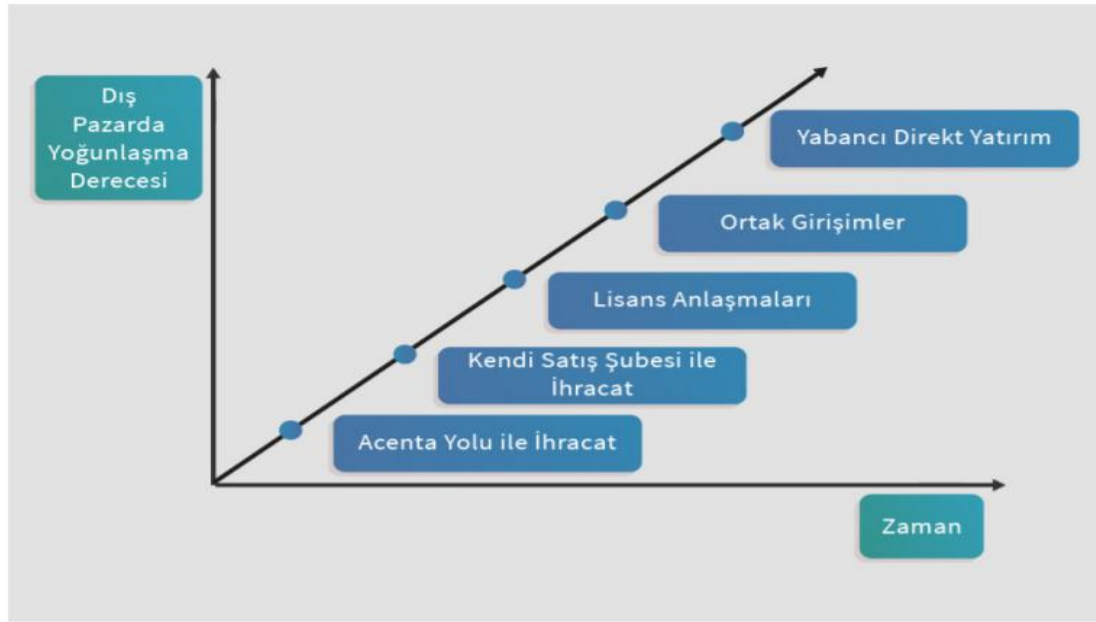 Dış
Pazarda
Yoğunlaşma
Derecesi
Yabancı Direkt Yatırım
Ortak Girişimler
Lisans Anlaşmaları
Kendi Satış Şubesi ile
İhracat
Acenta Yolu ile İhracat
Zaman